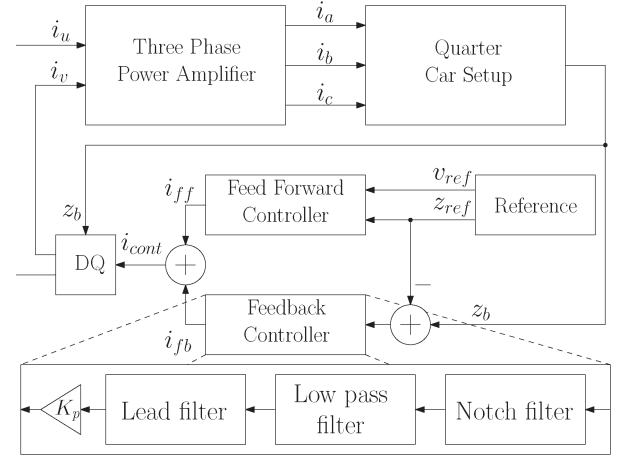 i_u
i_v
Three Phase
Power Amplifier
i_a
i_b
i_c
Quarter
Car Setup
z_b
i_ff
Feed Forward
Controller
v_ref
z_ref
Reference
DQ
i_cont
+
−
Feedback
Controller
i_fb
+
z_b
K_p
Lead filter
Low pass
filter
Notch filter